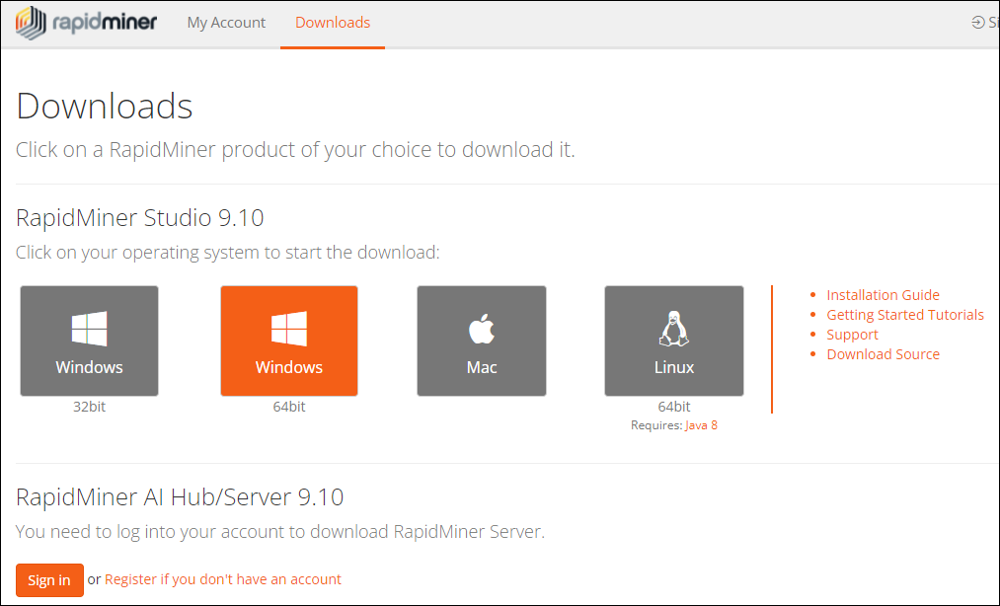 rapidminer My Account Downloads Si
Downloads
Click on a RapidMiner product of your choice to download it.
RapidMiner Studio 9.10
Click on your operating system to start the download:
Windows
32bit
Windows
64bit
Mac
Linux
64bit
Requires: Java 8
Installation Guide
Getting Started Tutorials
Support
Download Source
RapidMiner AI Hub/Server 9.10
You need to log into your account to download RapidMiner Server.
Sign in or Register if you don't have an account